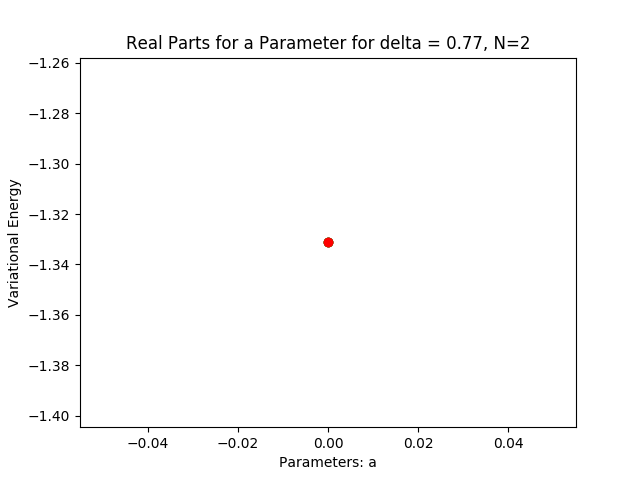 Real Parts for a Parameter for delta = 0.77, N=2
−1.26
−1.28
−1.30
−1.32
−1.34
−1.36
−1.38
−1.40
Variational Energy
−0.04 −0.02 0.00 0.02 0.04
Parameters: a